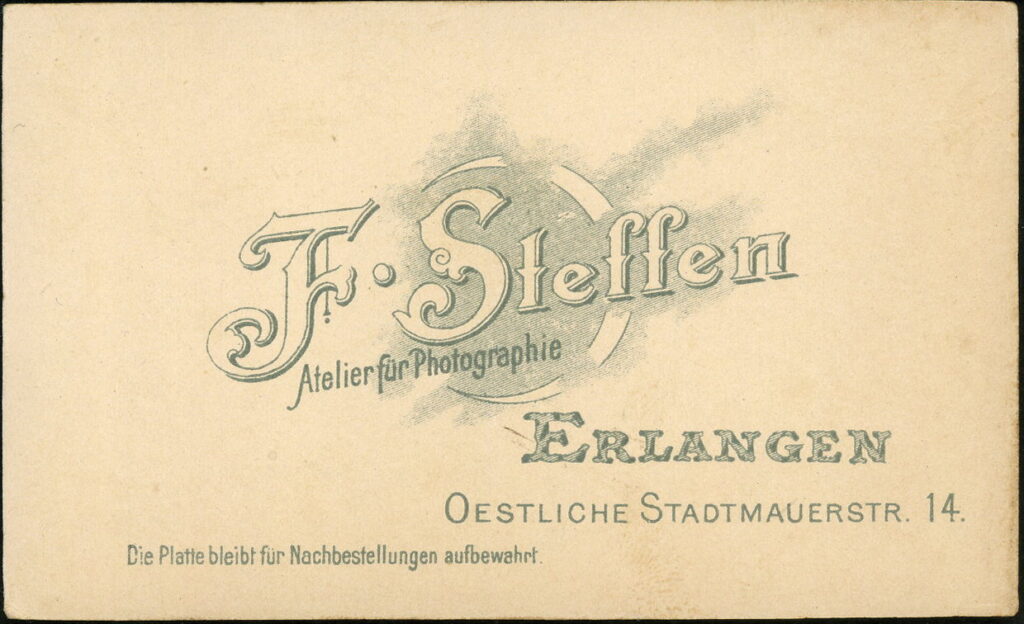 F. Steffen
Atelier für Photographie
ERLANGEN
OESTLICHE STADTMAUERSTR. 14.
Die Platte bleibt für Nachbestellungen aufbewahrt.